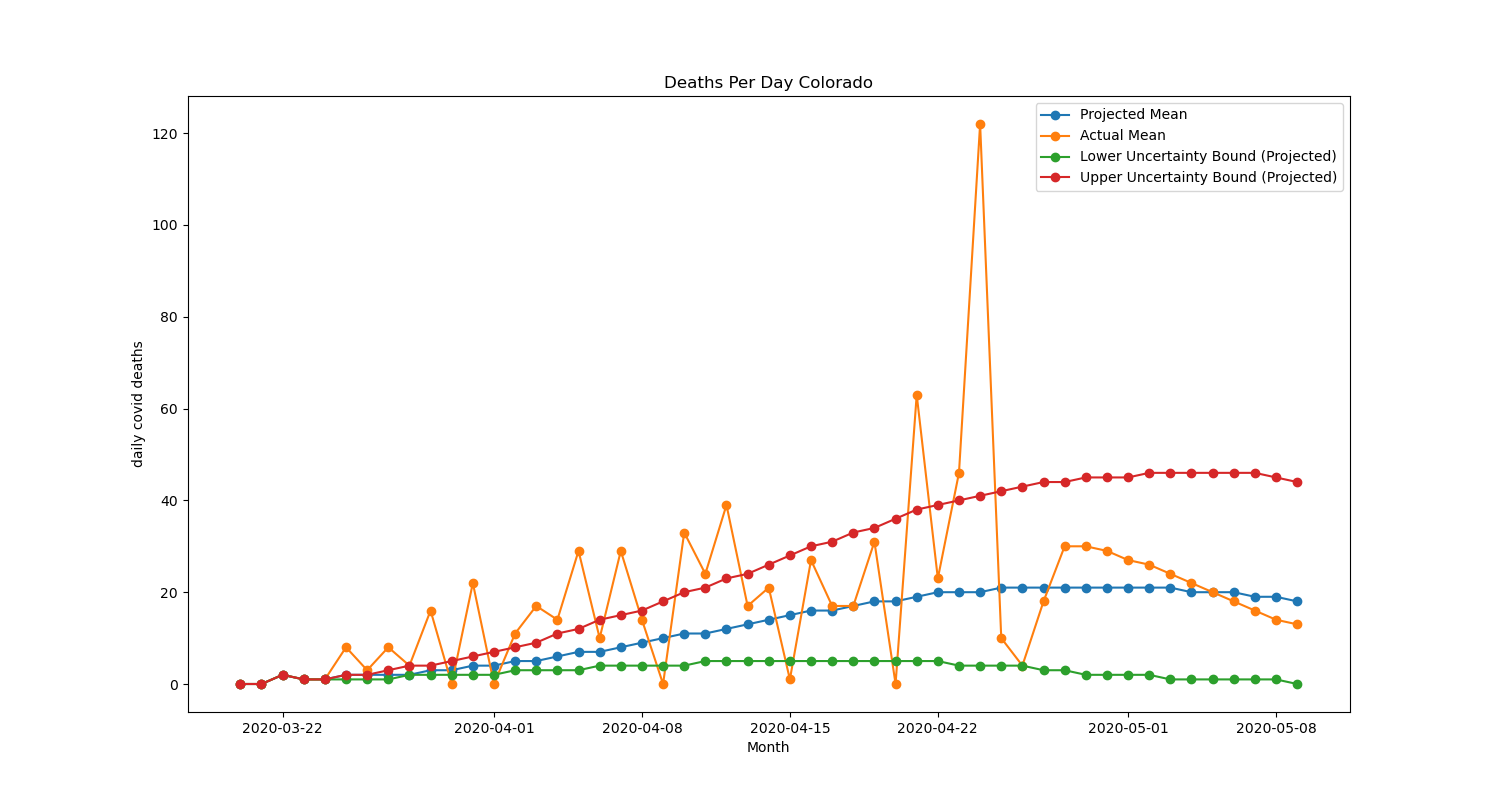 Deaths Per Day Colorado
Projected Mean
Actual Mean
Lower Uncertainty Bound (Projected)
Upper Uncertainty Bound (Projected)
daily covid deaths
120
100
80
60
40
20
0
2020-03-22 2020-04-01 2020-04-08 2020-04-15 2020-04-22 2020-05-01 2020-05-08
Month